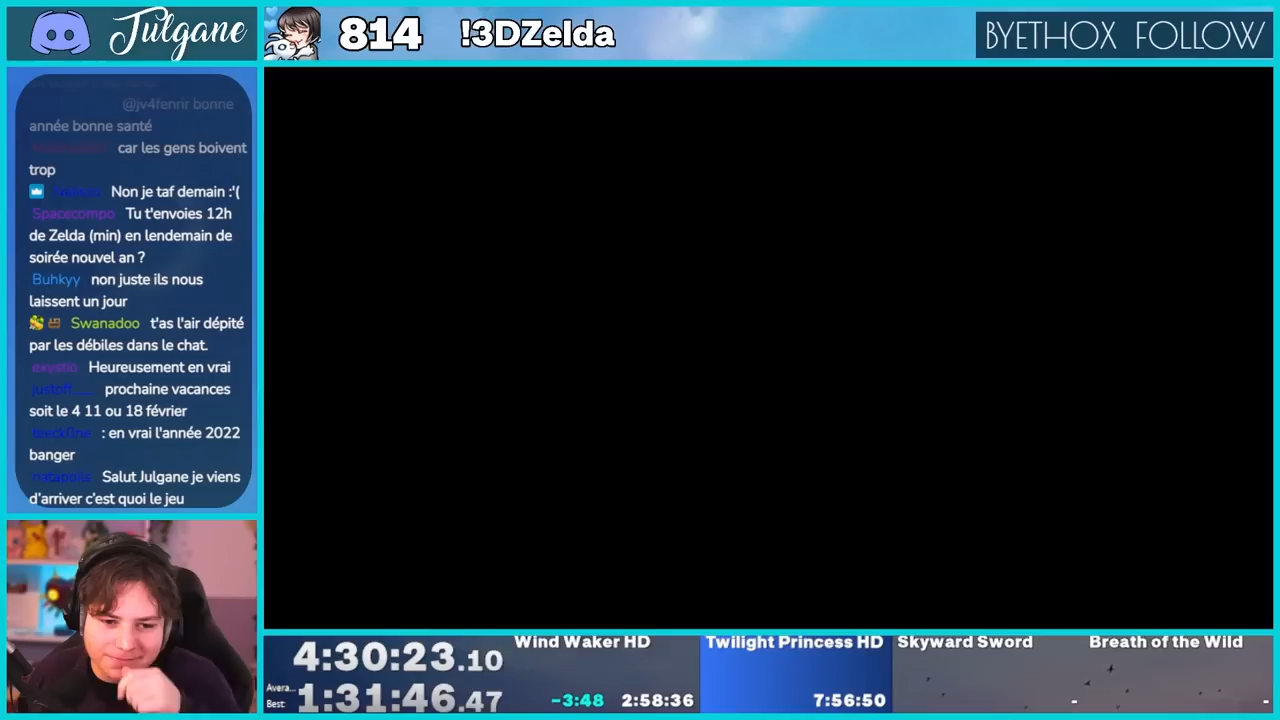 Julgane
814
!3DZelda
BYETHOX FOLLOW
@jv4fenrir bonne
année bonne santé
car les gens boivent
trop
Non je taf demain :'(
Spacecompo Tu t'envoies 12h
de Zelda (min) en lendemain de
soirée nouvel an ?
Buhkyy non juste ils nous
laissent un jour
Swanadoo t'as l'air dépité
par les débiles dans le chat.
exystio Heureusement en vrai
prochaine vacances
soit le 4 11 ou 18 février
: en vrai l'année 2022
banger
Salut Julgane je viens
d'arriver c'est quoi le jeu
4:30:23.10
Avera...
Best:
1:31:46.47
Wind Waker HD
-3:48 2:58:36
Twilight Princess HD
7:56:50
Skyward Sword
-
Breath of the Wild
-